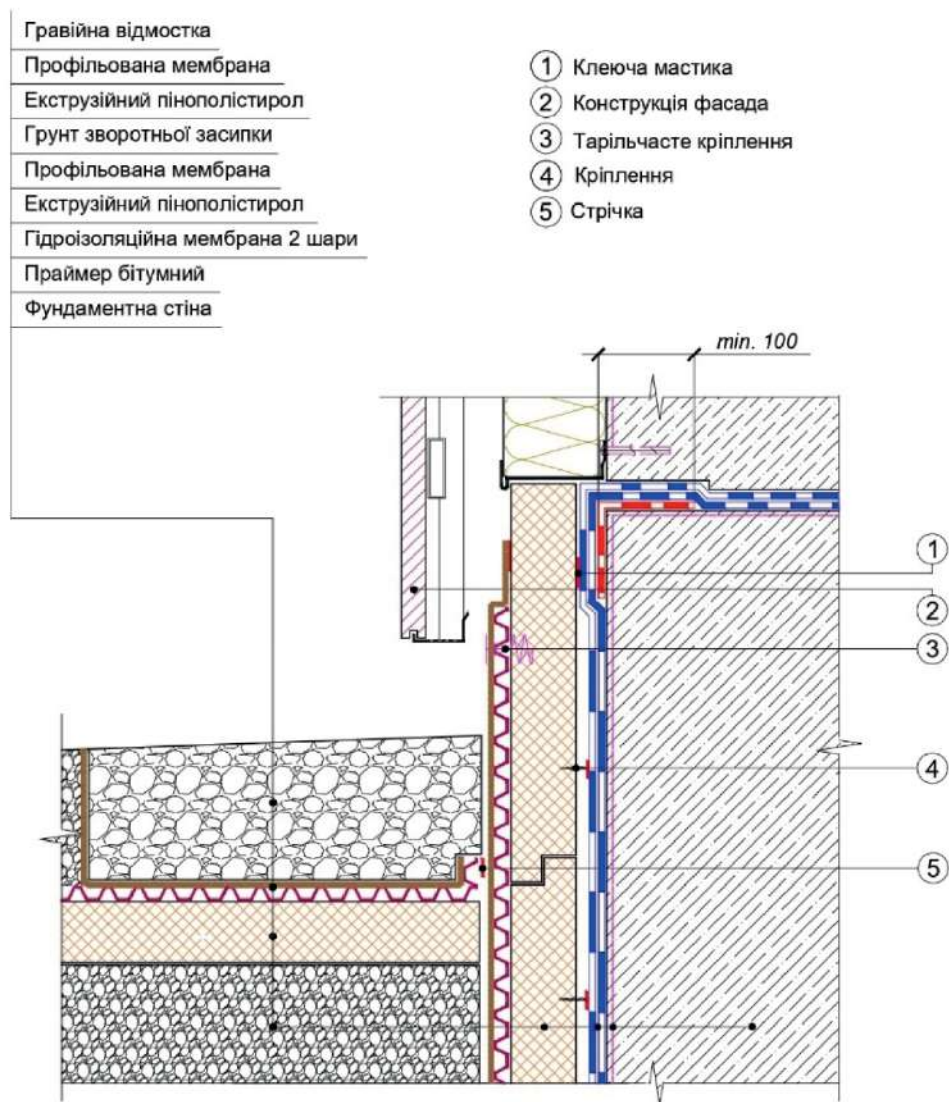 Гравійна відмостка
Профільована мембрана
Екструзійний пінополістирол
Грунт зворотньої засипки
Профільована мембрана
Екструзійний пінополістирол
Гідроізоляційна мембрана 2 шари
Праймер бітумний
Фундаментна стіна
1 Клеюча мастика
2 Конструкція фасада
3 Тарільчасте кріплення
4 Кріплення
5 Стрічка
min. 100
1
2
3
4
5